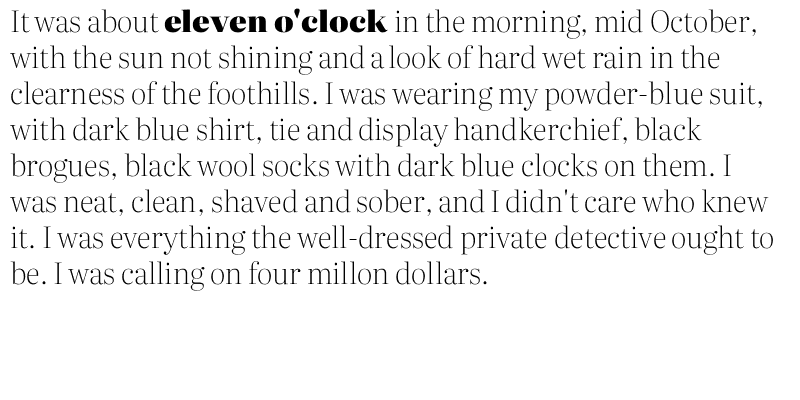 It was about eleven o'clock in the morning, mid October,
with the sun not shining and a look of hard wet rain in the
clearness of the foothills. I was wearing my powder-blue suit,
with dark blue shirt, tie and display handkerchief, black
brogues, black wool socks with dark blue clocks on them. I
was neat, clean, shaved and sober, and I didn't care who knew
it. I was everything the well-dressed private detective ought to
be. I was calling on four millon dollars.